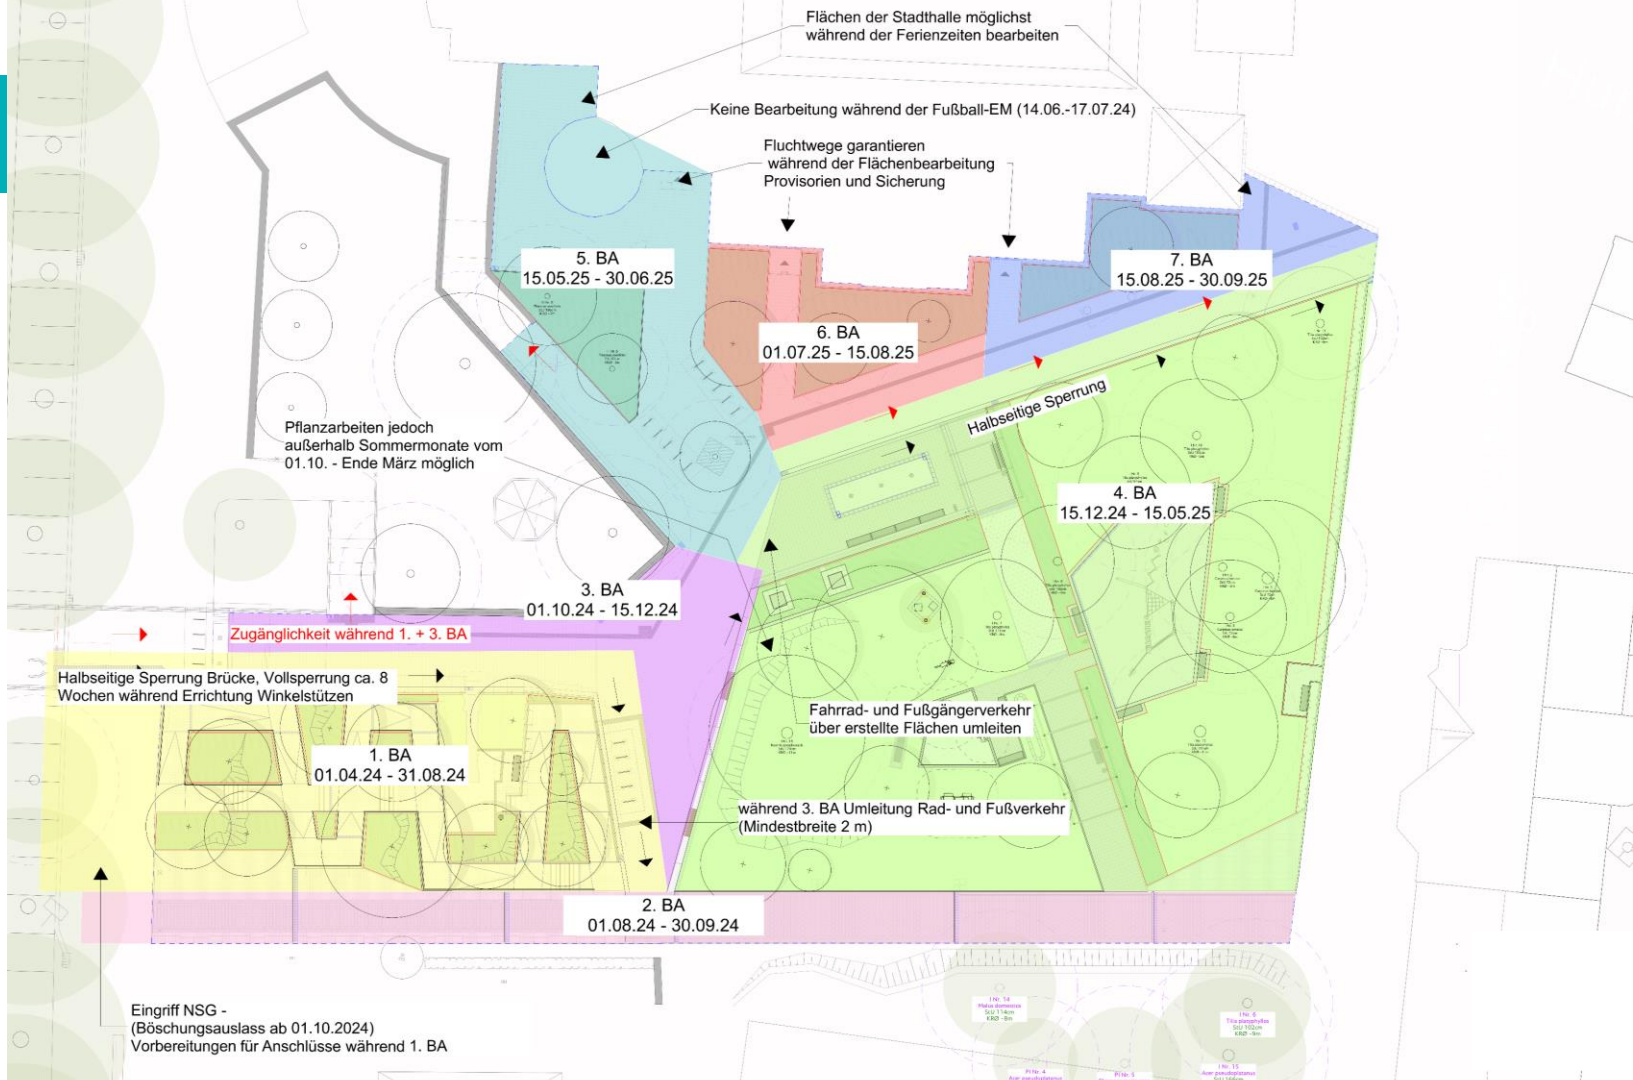 Flächen der Stadthalle möglichst
während der Ferienzeiten bearbeiten
Keine Bearbeitung während der Fußball-EM (14.06.-17.07.24)
Fluchtwege garantieren
während der Flächenbearbeitung
Provisorien und Sicherung
5. BA
15.05.25 - 30.06.25
7. BA
15.08.25 - 30.09.25
6. BA
01.07.25 - 15.08.25
Halbseitige Sperrung
Pflanzarbeiten jedoch
außerhalb Sommermonate vom
01.10. - Ende März möglich
4. BA
15.12.24 - 15.05.25
3. BA
01.10.24 - 15.12.24
Zugänglichkeit während 1. + 3. BA
Halbseitige Sperrung Brücke, Vollsperrung ca. 8
Wochen während Errichtung Winkelstützen
Fahrrad- und Fußgängerverkehr
über erstellte Flächen umleiten
1. BA
01.04.24 - 31.08.24
während 3. BA Umleitung Rad- und Fußverkehr
(Mindestbreite 2 m)
2. BA
01.08.24 - 30.09.24
Eingriff NSG -
(Böschungsauslass ab 01.10.2024)
Vorbereitungen für Anschlüsse während 1. BA